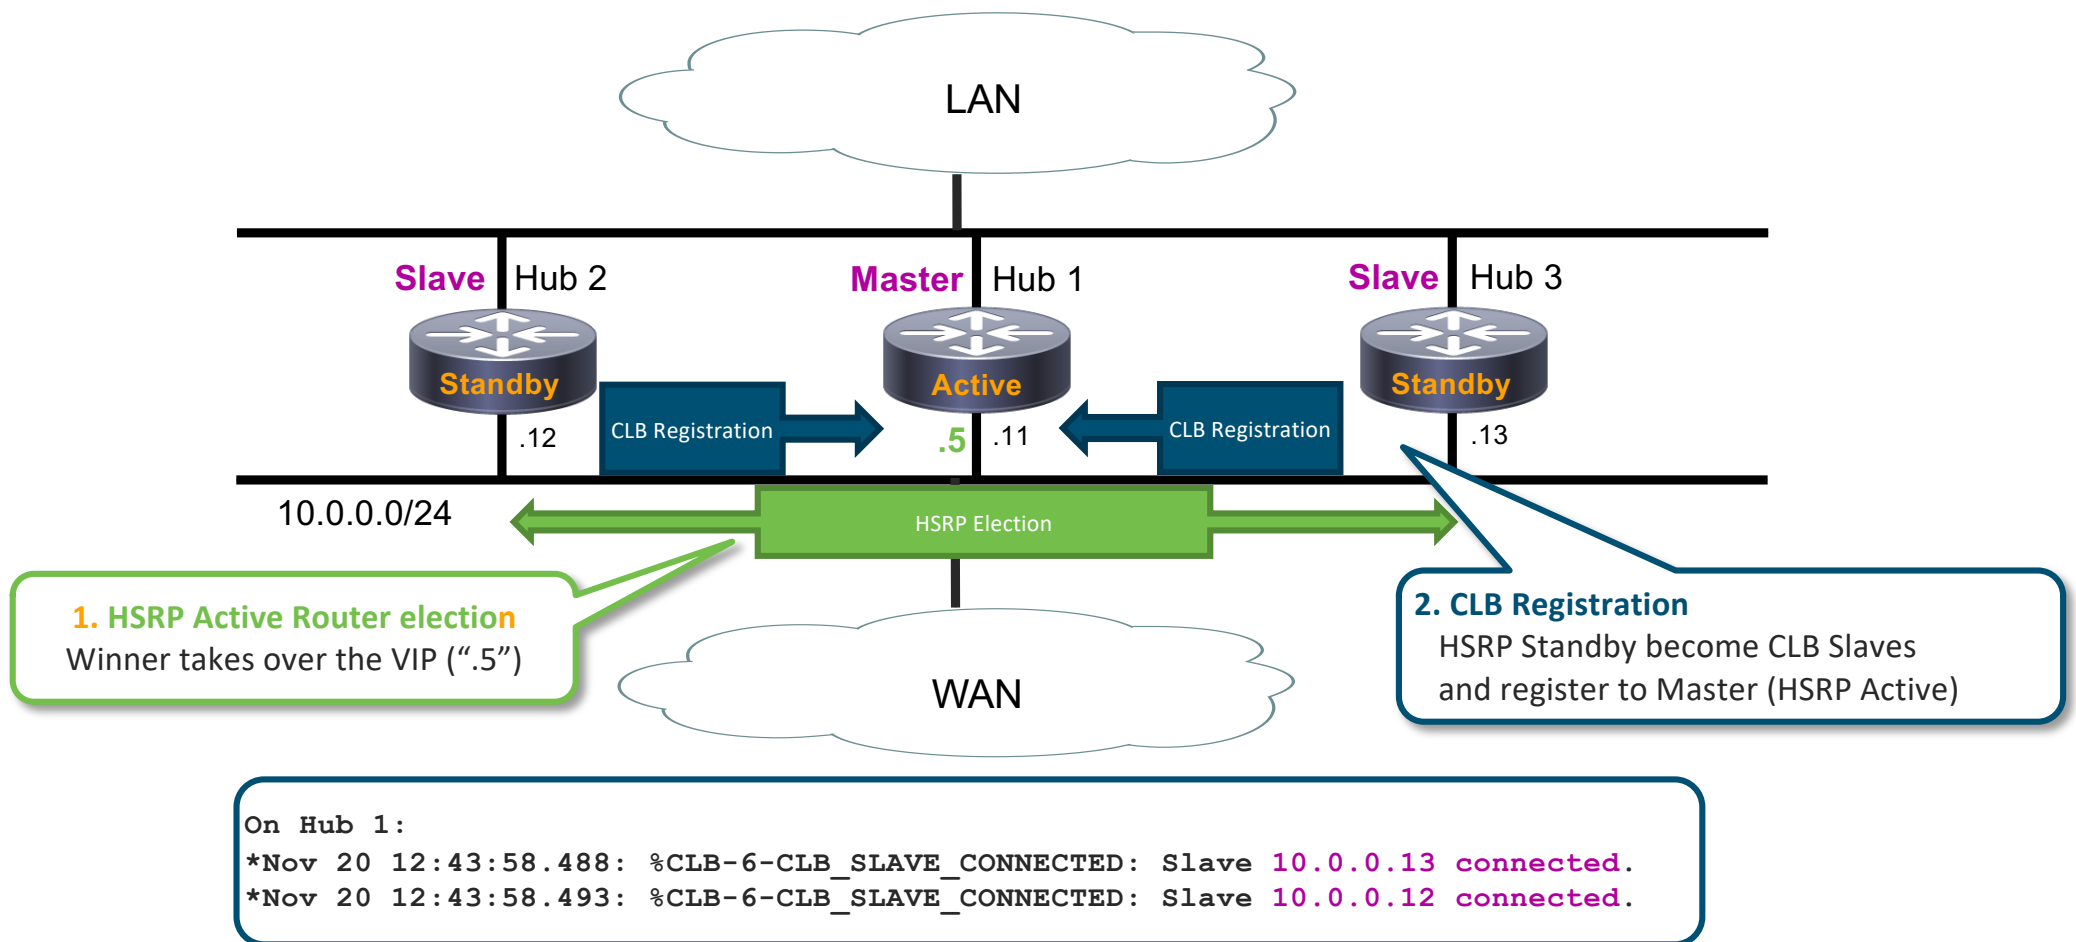 LAN
Slave Hub 2
Master Hub 1
Slave Hub 3
Standby
Active
Standby
CLB Registration
CLB Registration
.12
.5 .11
.13
10.0.0.0/24
HSRP Election
1. HSRP Active Router election
Winner takes over the VIP (“.5”)
2. CLB Registration
HSRP Standby become CLB Slaves
and register to Master (HSRP Active)
WAN
On Hub 1:
*Nov 20 12:43:58.488: %CLB-6-CLB_SLAVE_CONNECTED: Slave 10.0.0.13 connected.
*Nov 20 12:43:58.493: %CLB-6-CLB_SLAVE_CONNECTED: Slave 10.0.0.12 connected.